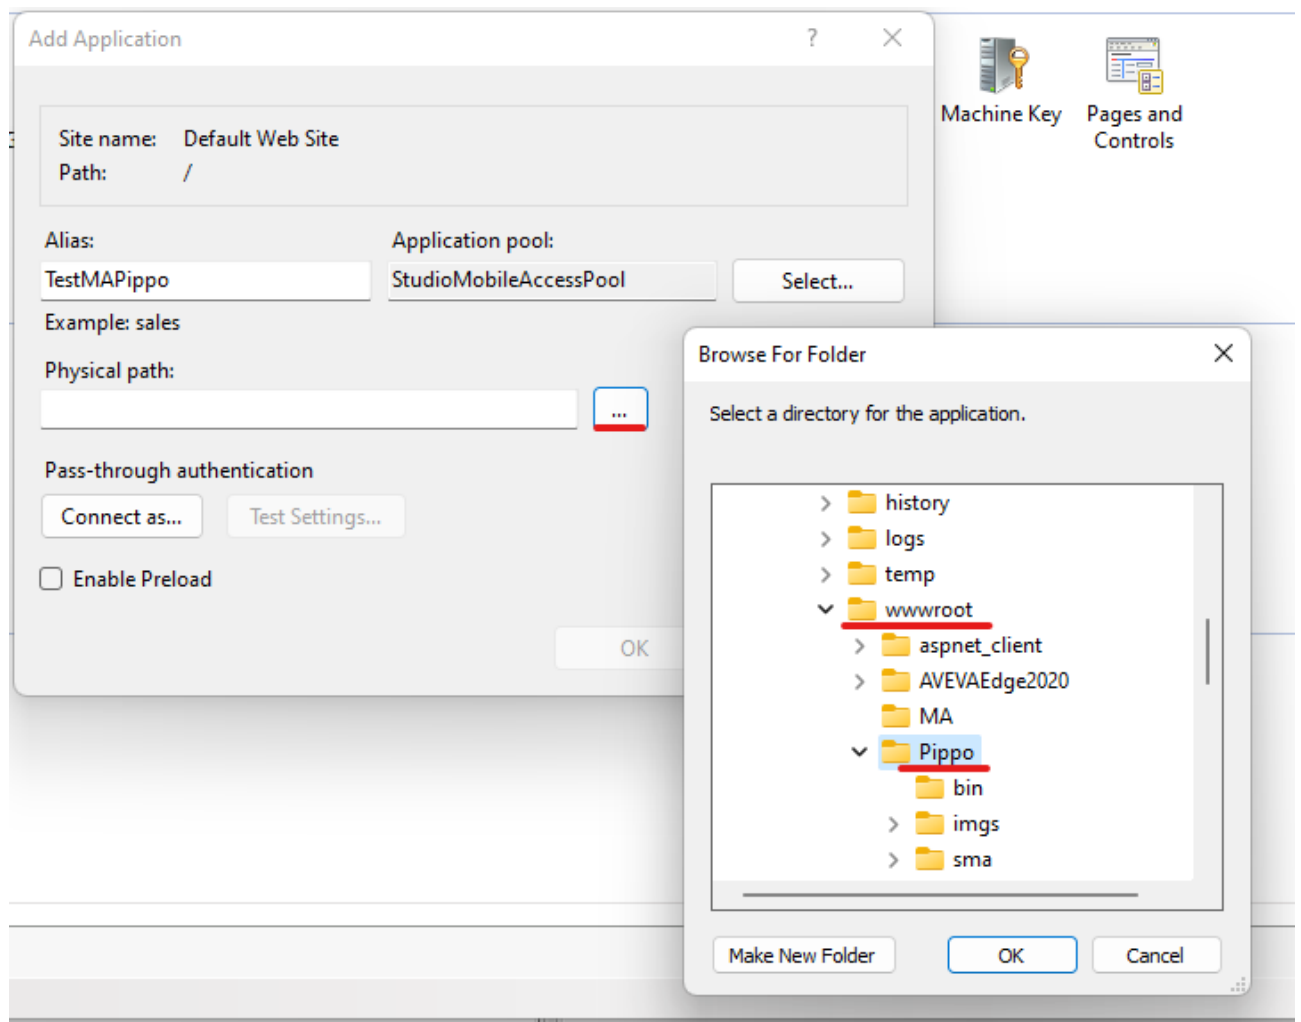 Add Application
?
Machine Key
Pages and
Controls
Site name: Default Web Site
Path: /
Alias:
Application pool:
TestMAPippo
StudioMobileAccessPool
Select...
Example: sales
Physical path:
...
Pass-through authentication
Connect as...
Test Settings...
Enable Preload
OK
Browse For Folder
Select a directory for the application.
history
logs
temp
wwwroot
aspnet_client
AVEVAEdge2020
MA
Pippo
bin
imgs
sma
Make New Folder
OK
Cancel